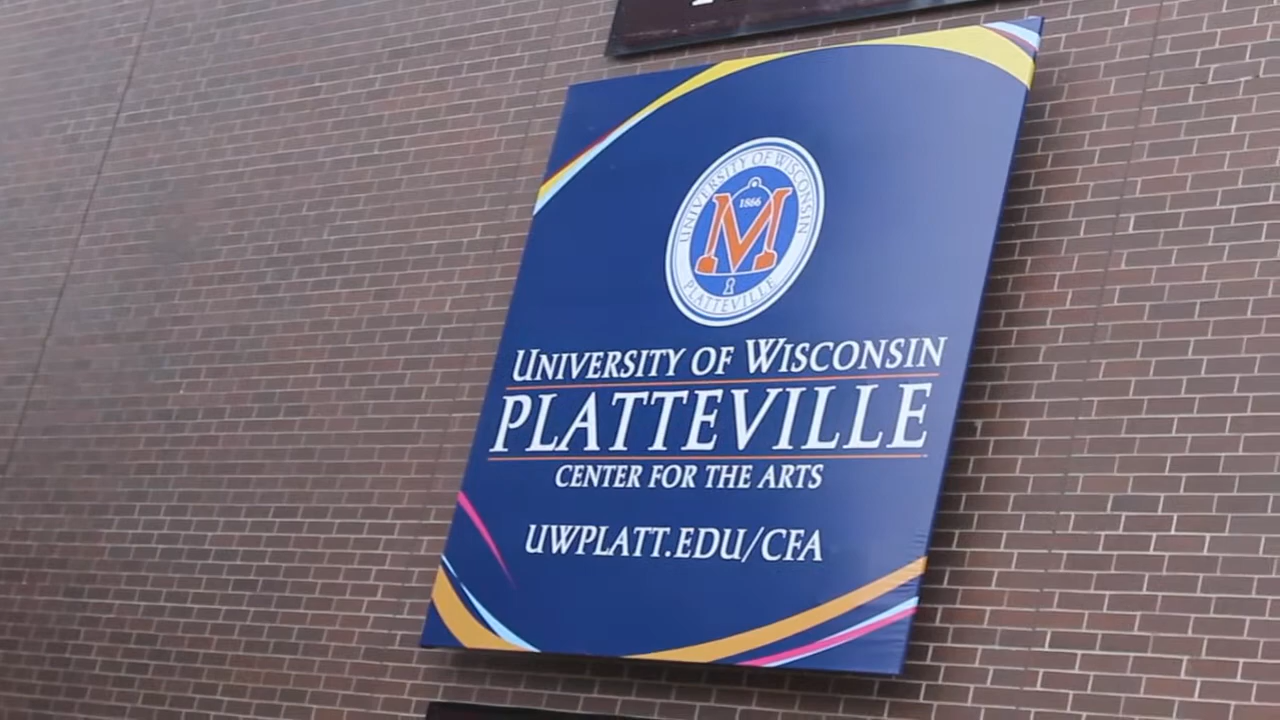 UNIVERSITY OF WISCONSIN
1866
M
PLATTEVILLE
UNIVERSITY OF WISCONSIN
PLATTEVILLE
CENTER FOR THE ARTS
UWPLATT.EDU/CFA